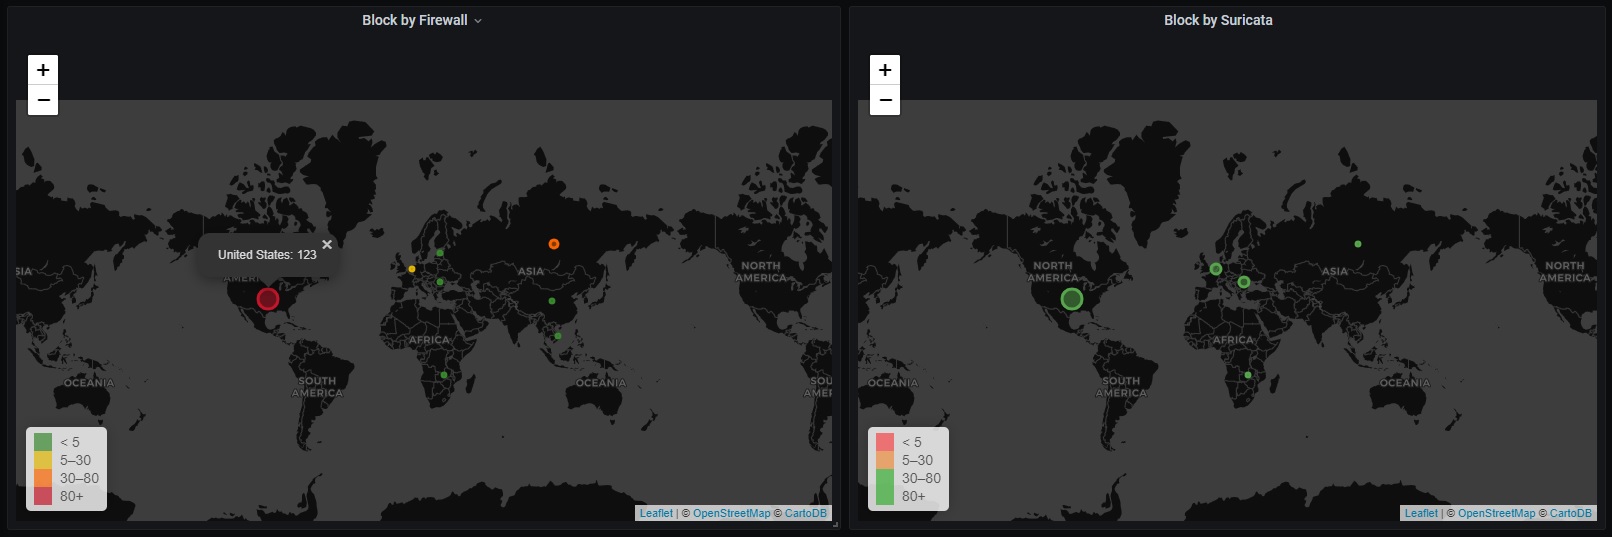 Block by Firewall
Block by Suricata
+
−
United States: 123 ×
SIA
AMERICA
ASIA
NORTH
AMERICA
AFRICA
OCEANIA
SOUTH
AMERICA
OCEANIA
SOU
AMER
< 5
5–30
30–80
80+
Leaflet | © OpenStreetMap © CartoDB
+
−
NORTH
AMERICA
ASIA
NORTH
AMERICA
AFRICA
OCEANIA
SOUTH
AMERICA
OCEANIA
< 5
5–30
30–80
80+
Leaflet | © OpenStreetMap © CartoDB